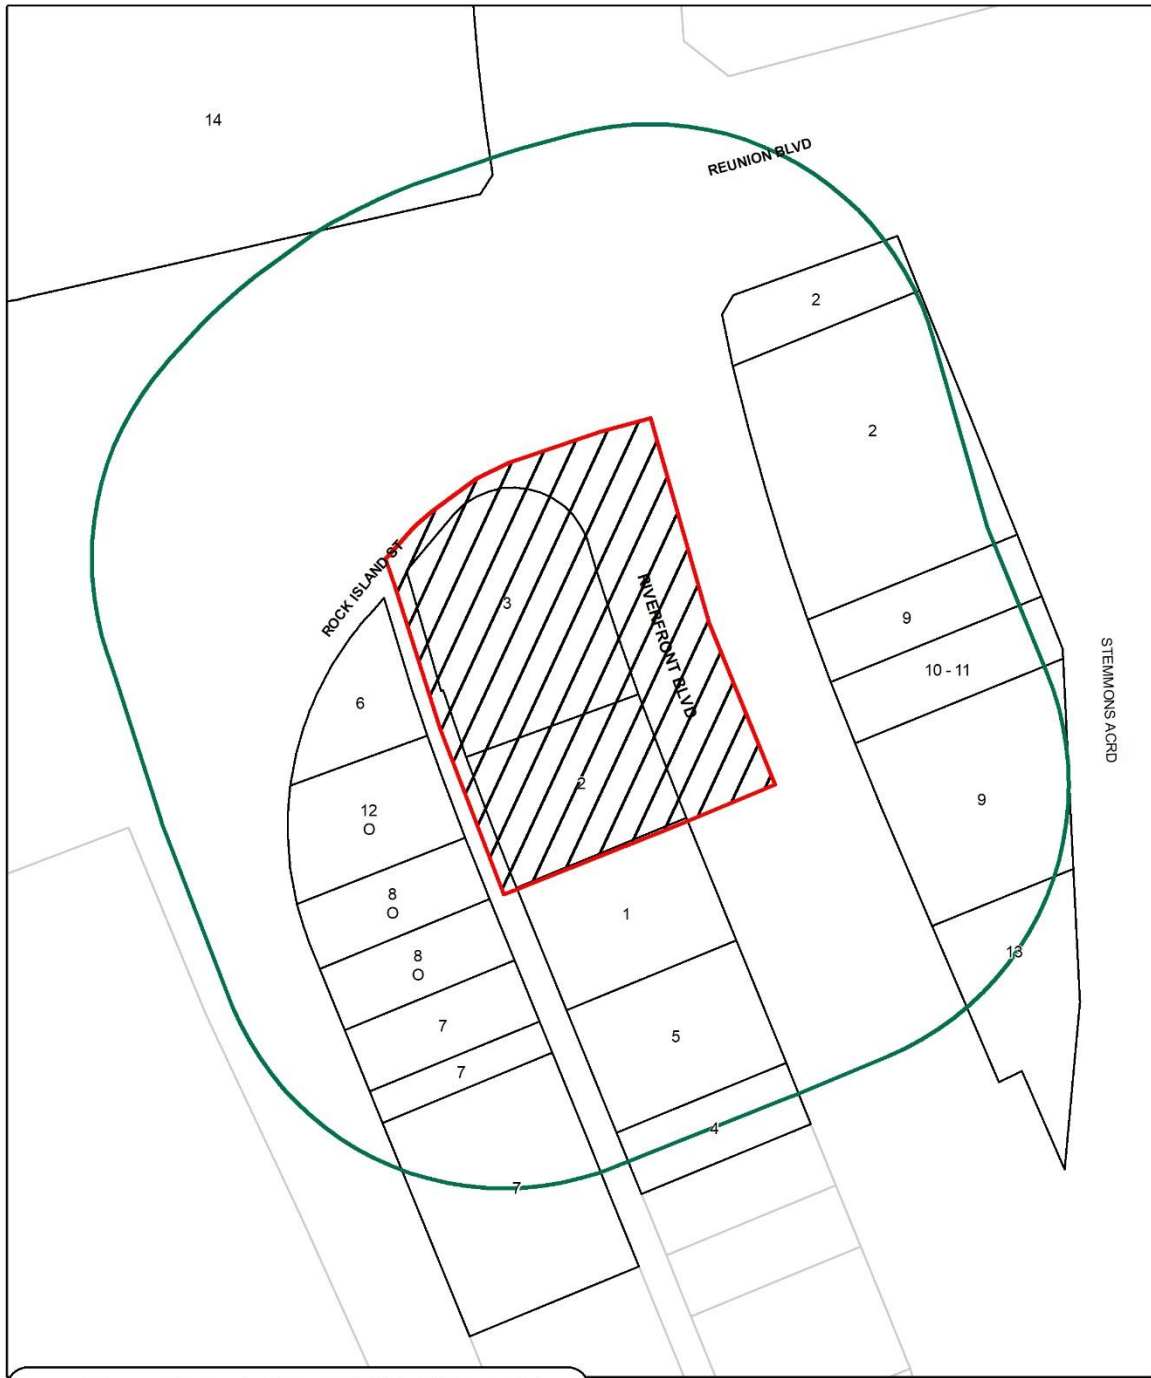 14
REUNION BLVD
2
2
ROCK ISLAND ST
3
RIVERFRONT BLVD
9
10 - 11
STEMMONS ACRD
6
2
9
12
O
8
O
1
13
8
O
7
5
7
4
7